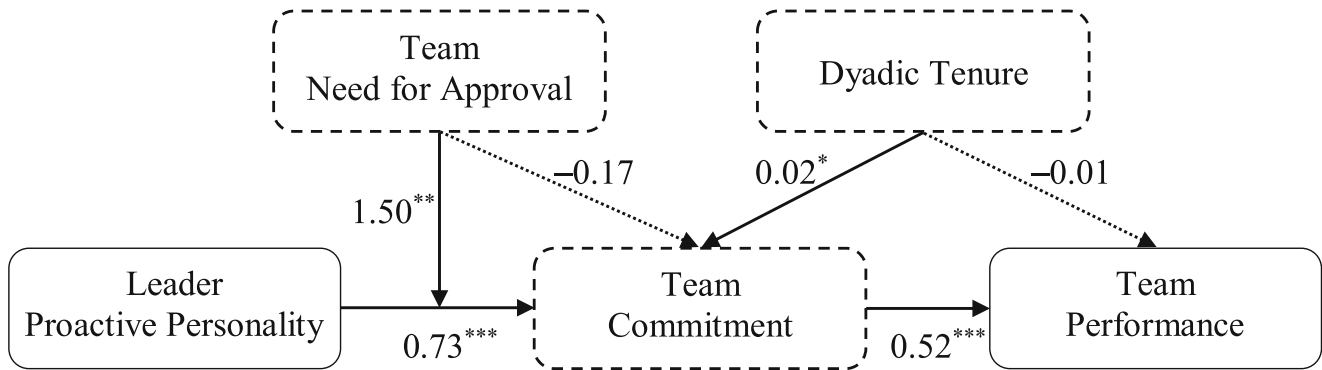 Team
Need for Approval
Dyadic Tenure
–0.17
0.02*
–0.01
1.50**
Leader
Proactive Personality
Team
Commitment
Team
Performance
0.73***
0.52***